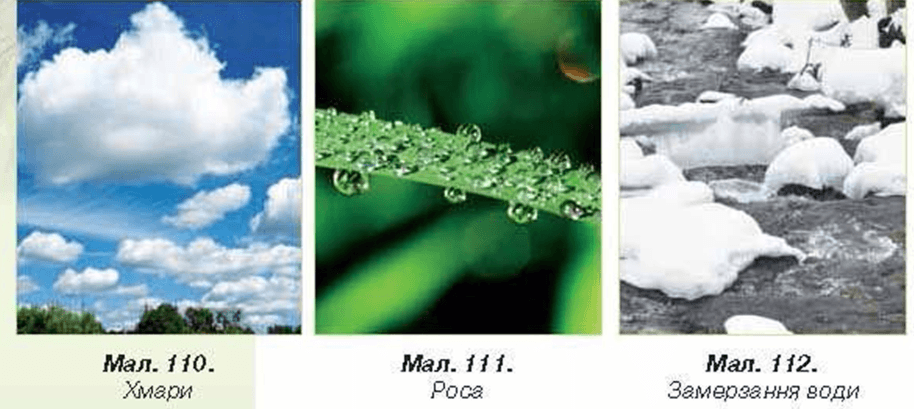 Мал. 110.
Хмари
Мал. 111.
Роса
Мал. 112.
Замерзання води